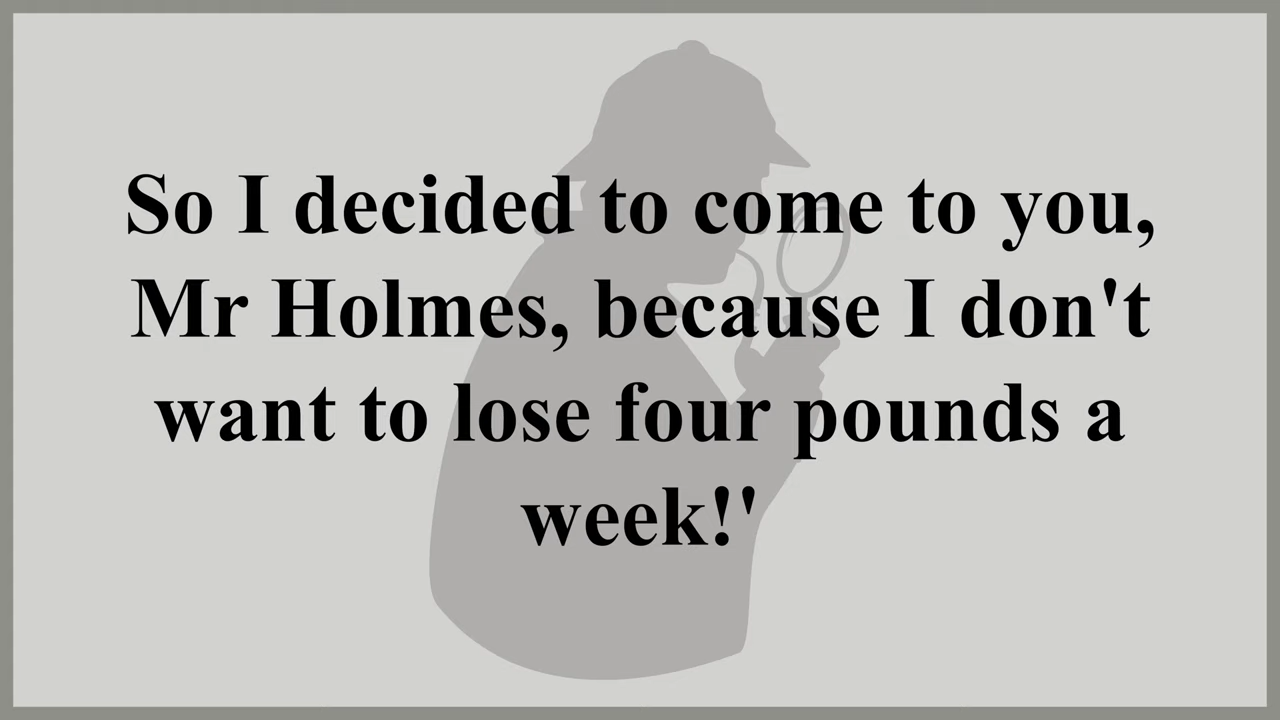 So I decided to come to you,
Mr Holmes, because I don't
want to lose four pounds a
week!'